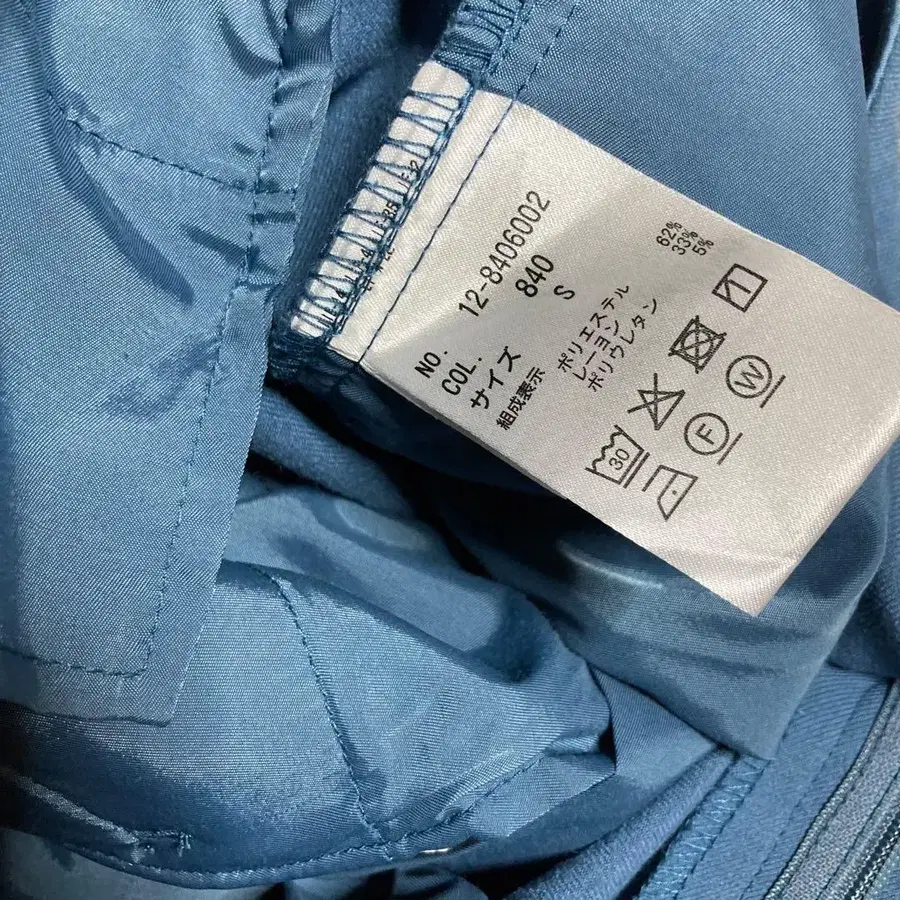 NO. 12-8406002
COL. 840
サイズ S
組成表示
ポリエステル 62%
レーヨン 33%
ポリウレタン 5%
30
F
W